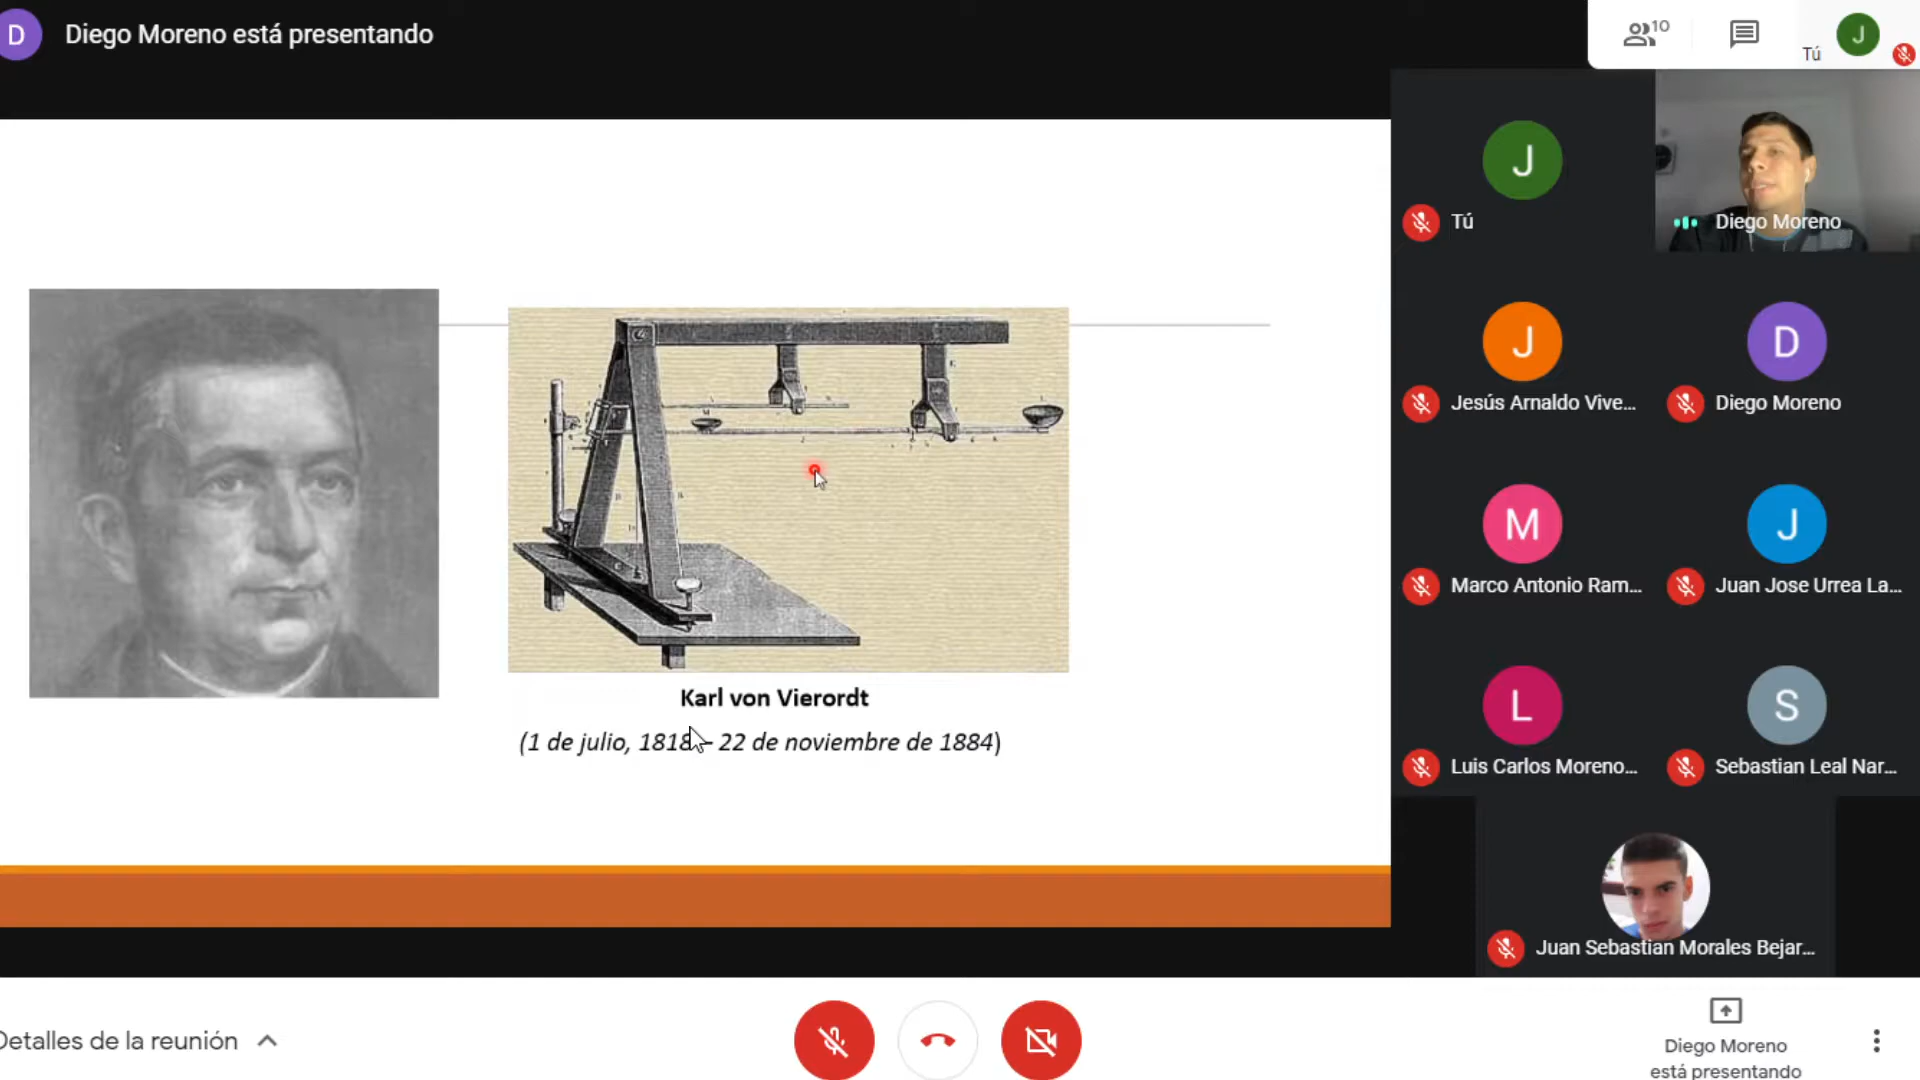 D
Diego Moreno está presentando
10
Tú
J
J
Tú
Diego Moreno
J
Jesús Arnaldo Vive...
D
Diego Moreno
M
Marco Antonio Ram...
J
Juan Jose Urrea La...
L
Luis Carlos Moreno...
S
Sebastian Leal Nar...
Juan Sebastian Morales Bejar...
Karl von Vierordt
(1 de julio, 1818 – 22 de noviembre de 1884)
Detalles de la reunión
Diego Moreno
está presentando